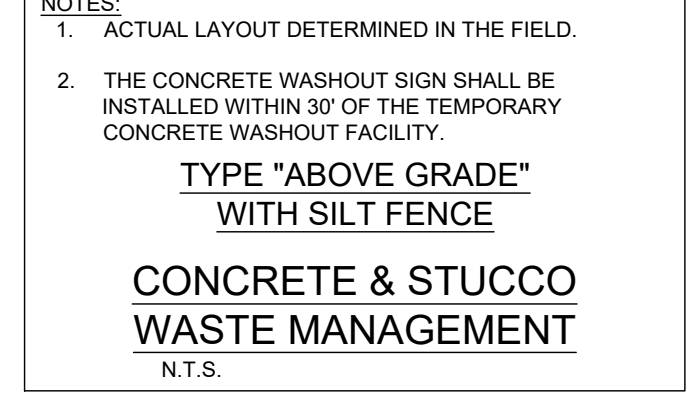 NOTES:
1. ACTUAL LAYOUT DETERMINED IN THE FIELD.
2. THE CONCRETE WASHOUT SIGN SHALL BE
INSTALLED WITHIN 30' OF THE TEMPORARY
CONCRETE WASHOUT FACILITY.
TYPE "ABOVE GRADE"
WITH SILT FENCE
CONCRETE & STUCCO
WASTE MANAGEMENT
N.T.S.